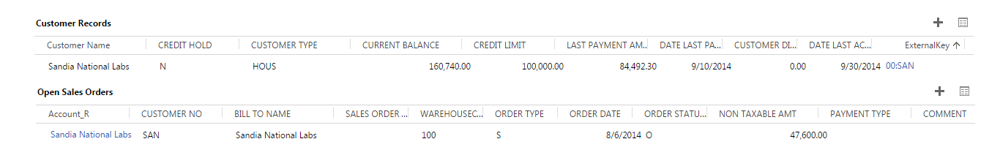 Customer Records
Customer Name CREDIT HOLD CUSTOMER TYPE CURRENT BALANCE CREDIT LIMIT LAST PAYMENT AM... DATE LAST PA... CUSTOMER DI... DATE LAST AC... ExternalKey ↑
Sandia National Labs N HOUS 160,740.00 100,000.00 84,492.30 9/10/2014 0.00 9/30/2014 00:SAN
Open Sales Orders
Account_R CUSTOMER NO BILL TO NAME SALES ORDER ... WAREHOUSEC... ORDER TYPE ORDER DATE ORDER STATU... NON TAXABLE AMT PAYMENT TYPE COMMENT
Sandia National Labs SAN Sandia National Labs 100 S 8/6/2014 O 47,600.00